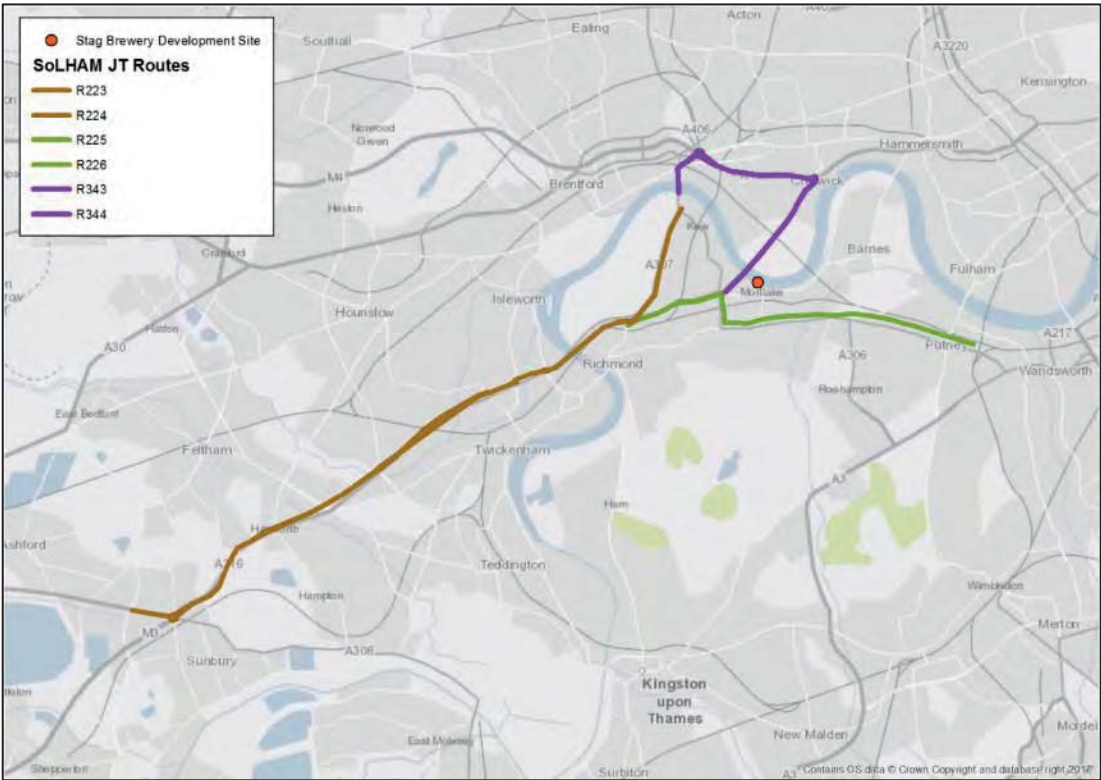 Stag Brewery Development Site
SoLHAM JT Routes
R223
R224
R225
R226
R343
R344
Southall
Ealing
Acton
A3220
Kensington
Norwood
Green
A406
Hammersmith
M4
Brentford
Heston
Kew
Barnes
Cranford
A307
Fulham
Isleworth
Mortlake
Hounslow
Hatton
A217
A30
Richmond
Putney
A306
Wandsworth
Roehampton
East Bedfont
Feltham
Twickenham
A3
Ham
Hanworth
Ashford
A316
Teddington
Hampton
Wimbledon
M3
Merton
Sunbury
A308
Kingston
upon
Thames
New Malden
East Molesey
Shepperton
Surbiton
A3
Contains OS data © Crown Copyright and database right 2017